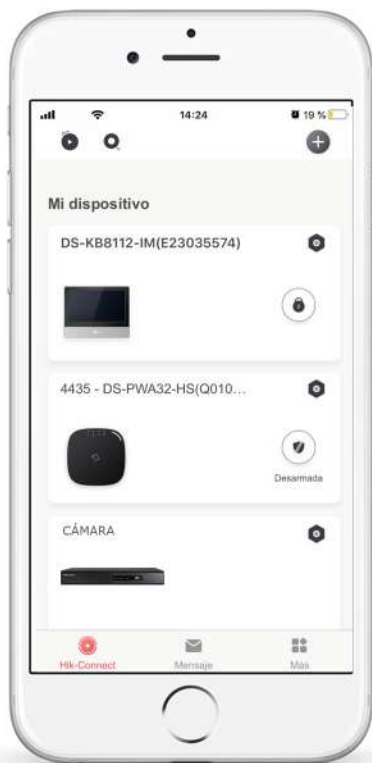 14:24
19 %
Mi dispositivo
DS-KB8112-IM(E23035574)
4435 - DS-PWA32-HS(Q010...
Desarmada
CÁMARA
Hik-Connect
Mensaje
Más